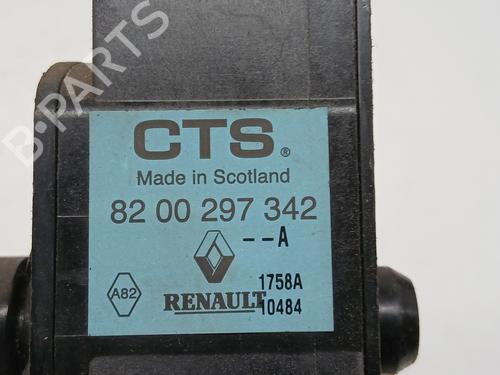 CTS®
Made in Scotland
82 00 297 342
--A
A82
RENAULT
1758A
10484
B-PARTS